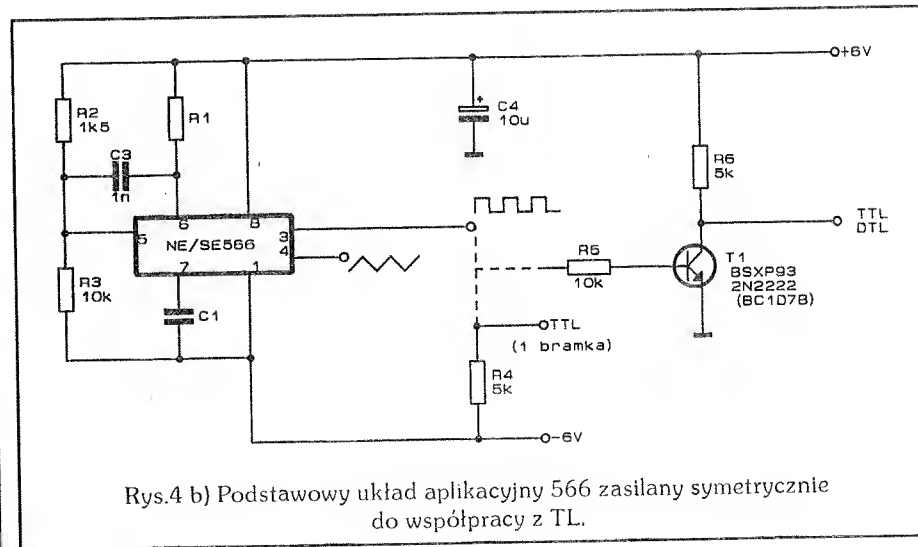 +6V
R2
1k5
R1
C4
10u
+
C3
1n
R6
5k
6
8
5
NE/SE566
3
4
7
1
TTL
DTL
R5
10k
T1
BSXP93
2N2222
(BC107B)
R3
10k
C1
TTL
(1 bramka)
R4
5k
-6V
Rys.4 b) Podstawowy układ aplikacyjny 566 zasilany symetrycznie
do współpracy z TL.